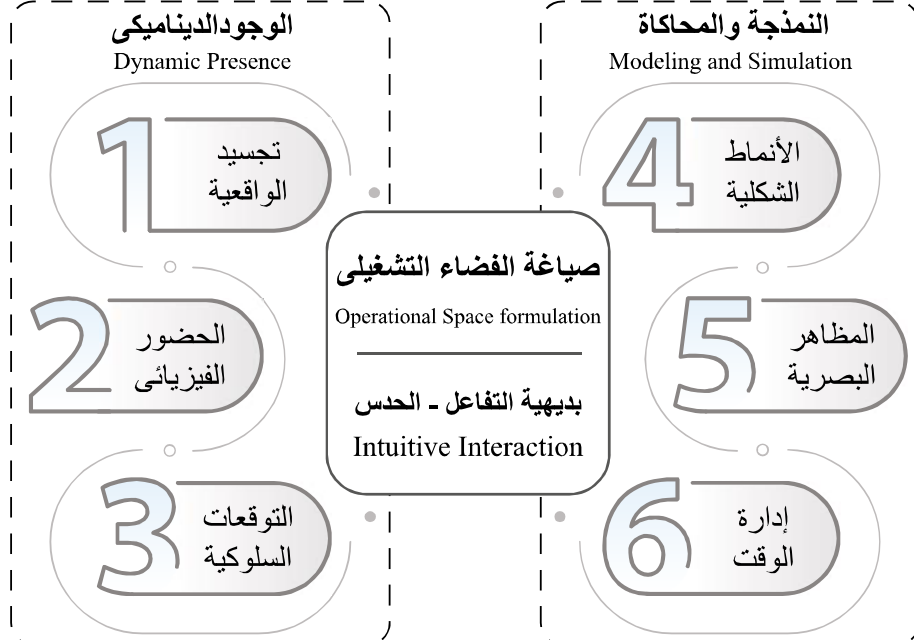 الوجودالديناميكى
Dynamic Presence
1
تجسيد
الواقعية
2
الحضور
الفيزيائى
3
التوقعات
السلوكية
صياغة الفضاء التشغيلى
Operational Space formulation
بديهية التفاعل - الحدس
Intuitive Interaction
النمذجة والمحاكاة
Modeling and Simulation
4
الأنماط
الشكلية
5
المظاهر
البصرية
6
إدارة
الوقت